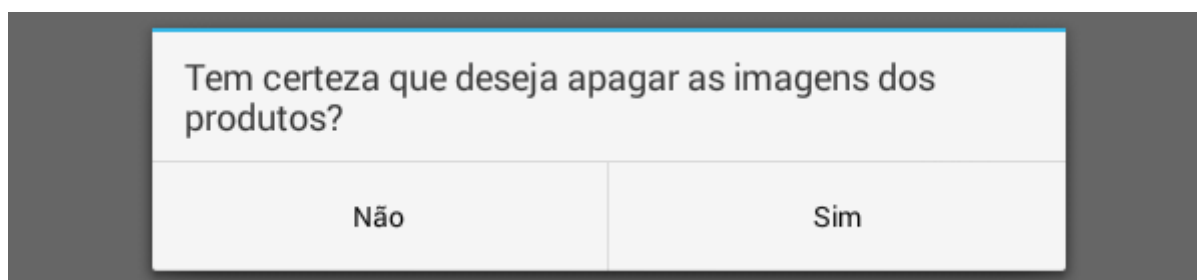 Tem certeza que deseja apagar as imagens dos
produtos?
Não
Sim